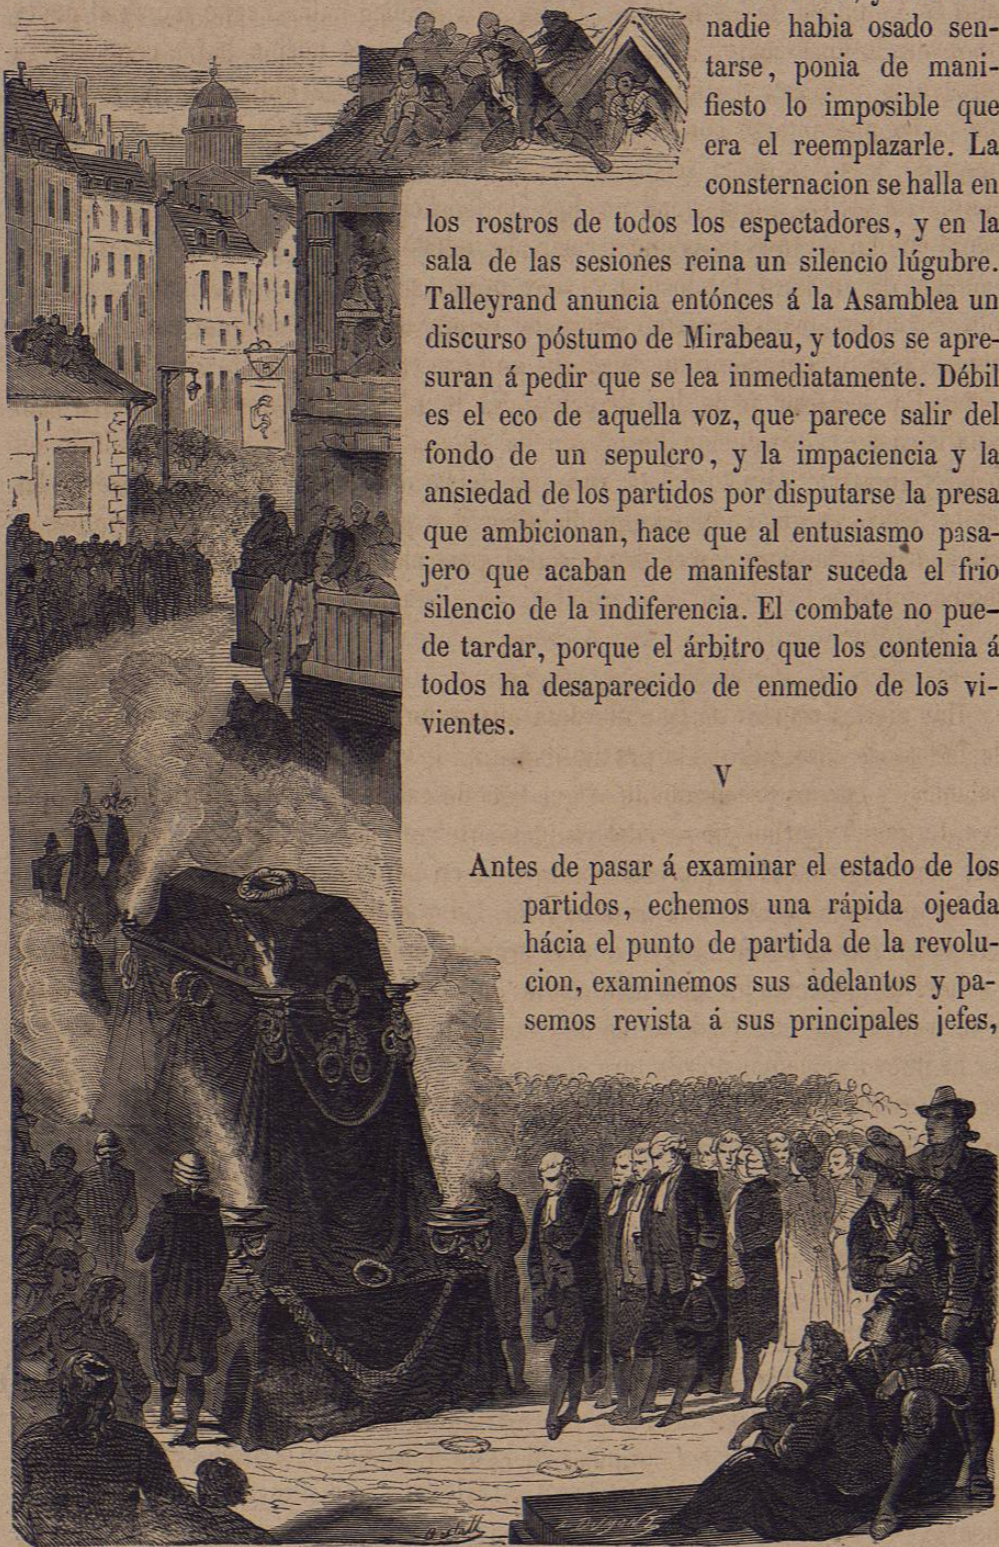 nadie habia osado sen-
tarse, ponia de mani-
fiesto lo imposible que
era el reemplazarle. La
consternacion se halla en
los rostros de todos los espectadores, y en la
sala de las sesiones reina un silencio lúgubre.
Talleyrand anuncia entónces á la Asamblea un
discurso póstumo de Mirabeau, y todos se apre-
suran á pedir que se lea inmediatamente. Débil
es el eco de aquella voz, que parece salir del
fondo de un sepulcro, y la impaciencia y la
ansiedad de los partidos por disputarse la presa
que ambicionan, hace que al entusiasmo pasa-
jero que acaban de manifestar suceda el frio
silencio de la indiferencia. El combate no pue-
de tardar, porque el árbitro que los contenia á
todos ha desaparecido de enmedio de los vi-
vientes.
V
Antes de pasar á examinar el estado de los
partidos, echemos una rápida ojeada
hácia el punto de partida de la revolu-
cion, examinemos sus adelantos y pa-
semos revista á sus principales jefes,